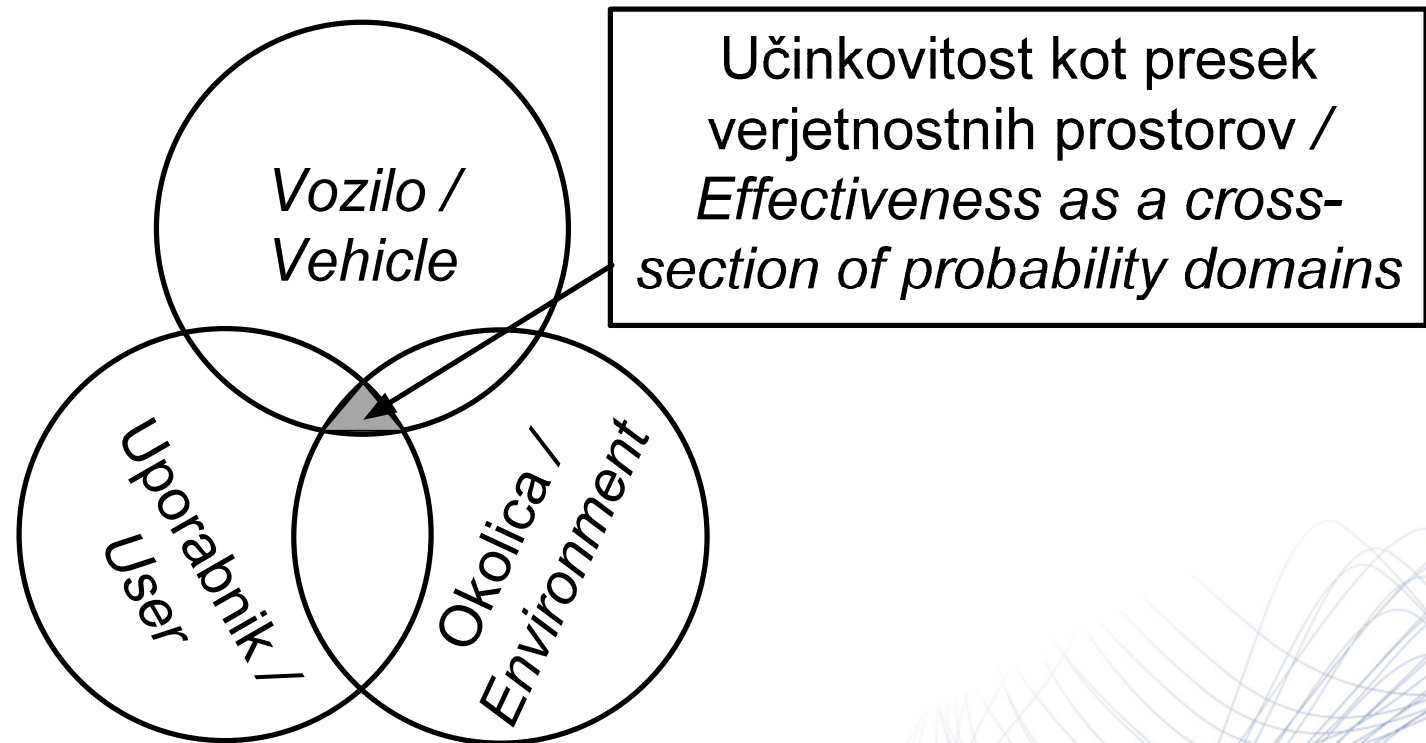 Vozilo /
Vehicle
Učinkovitost kot presek
verjetnostnih prostorov /
Effectiveness as a cross-
section of probability domains
Uporabnik /
User
Okolica /
Environment